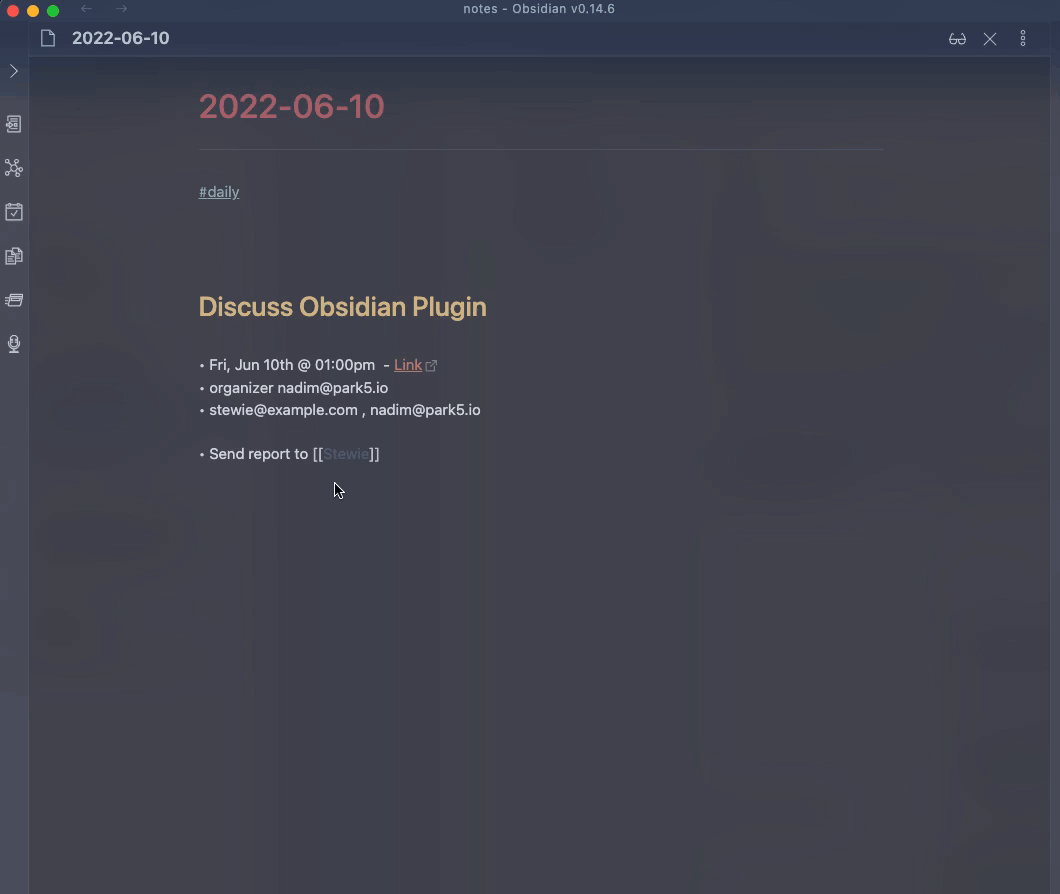 notes - Obsidian v0.14.6
2022-06-10
2022-06-10
#daily
Discuss Obsidian Plugin
• Fri, Jun 10th @ 01:00pm - Link
• organizer nadim@park5.io
• stewie@example.com , nadim@park5.io
• Send report to [[Stewie]]